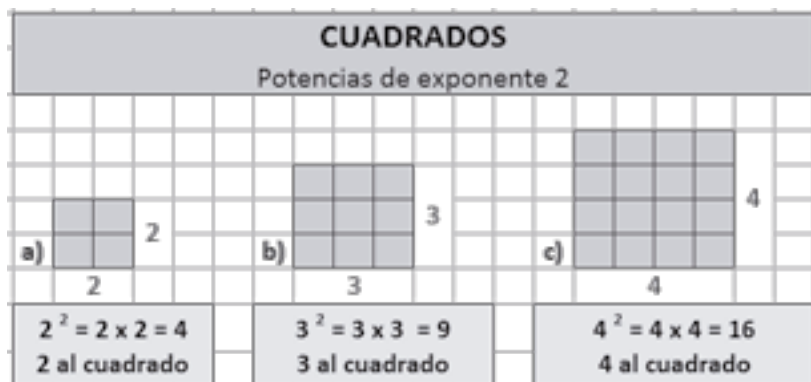 CUADRADOS
Potencias de exponente 2
a)
2
2
b)
3
3
c)
4
4
2 ² = 2 x 2 = 4
2 al cuadrado
3 ² = 3 x 3 = 9
3 al cuadrado
4 ² = 4 x 4 = 16
4 al cuadrado